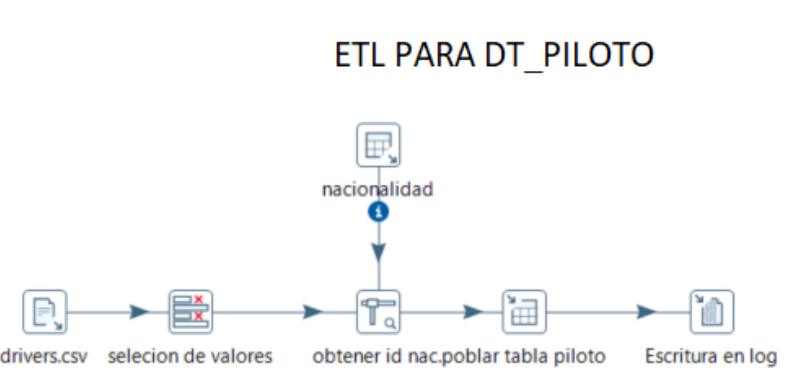 ETL PARA DT_PILOTO
nacionalidad
drivers.csv
selecion de valores
obtener id nac.
poblar tabla piloto
Escritura en log